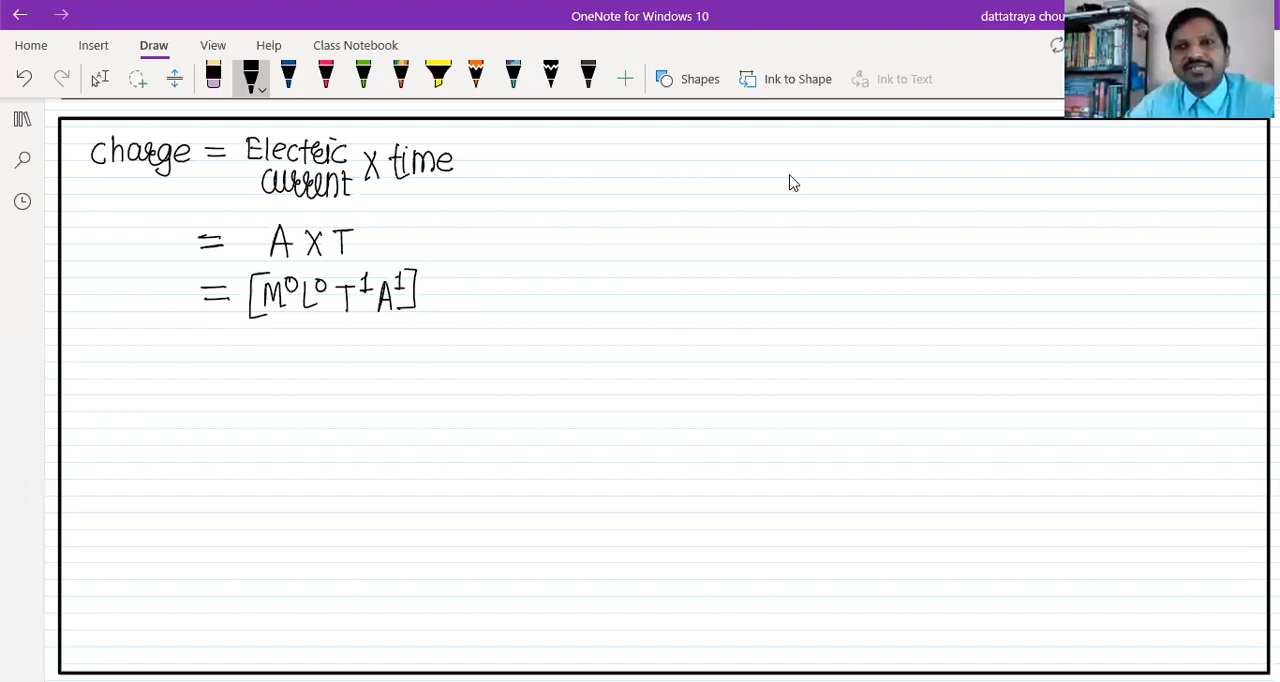 OneNote for Windows 10
dattatraya chou
Home Insert Draw View Help Class Notebook
Shapes Ink to Shape Ink to Text
charge = Electric current × time
= A × T
= [M⁰L⁰T¹A¹]